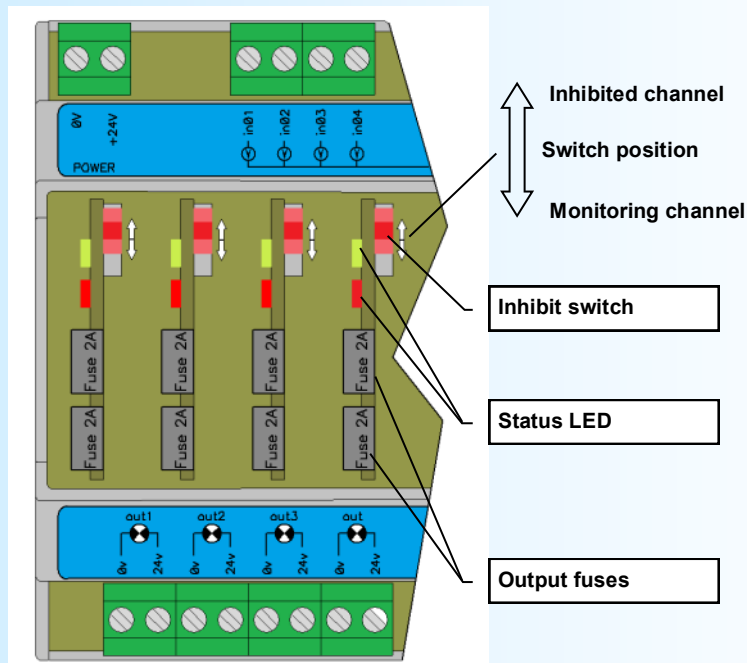 0V
+24V
POWER
in01
in02
in03
in04
Inhibited channel
Switch position
Monitoring channel
Inhibit switch
Fuse 2A
Fuse 2A
Fuse 2A
Fuse 2A
Status LED
Fuse 2A
Fuse 2A
Fuse 2A
Fuse 2A
out1
out2
out3
out
0v
24v
0v
24v
0v
24v
0v
24v
Output fuses